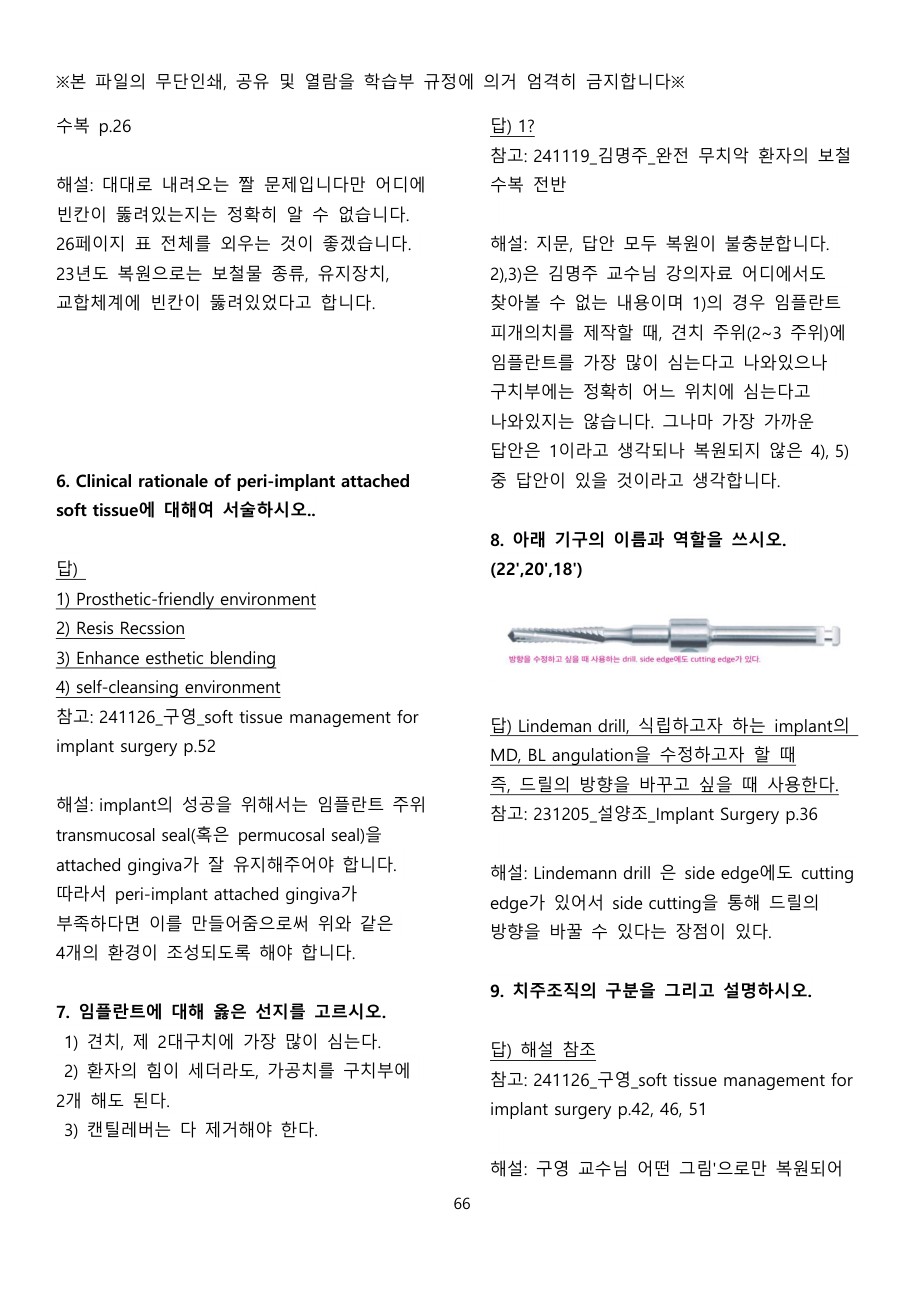 ※본 파일의 무단인쇄, 공유 및 열람을 학습부 규정에 의거 엄격히 금지합니다※
수복 p.26
해설: 대대로 내려오는 짤 문제입니다만 어디에
빈칸이 뚫려있는지는 정확히 알 수 없습니다.
26페이지 표 전체를 외우는 것이 좋겠습니다.
23년도 복원으로는 보철물 종류, 유지장치,
교합체계에 빈칸이 뚫려있었다고 합니다.
6. Clinical rationale of peri-implant attached
soft tissue에 대해여 서술하시오..
답)
1) Prosthetic-friendly environment
2) Resis Recssion
3) Enhance esthetic blending
4) self-cleansing environment
참고: 241126_구영_soft tissue management for
implant surgery p.52
해설: implant의 성공을 위해서는 임플란트 주위
transmucosal seal(혹은 permucosal seal)을
attached gingiva가 잘 유지해주어야 합니다.
따라서 peri-implant attached gingiva가
부족하다면 이를 만들어줌으로써 위와 같은
4개의 환경이 조성되도록 해야 합니다.
7. 임플란트에 대해 옳은 선지를 고르시오.
1) 견치, 제 2대구치에 가장 많이 심는다.
2) 환자의 힘이 세더라도, 가공치를 구치부에
2개 해도 된다.
3) 캔틸레버는 다 제거해야 한다.
답) 1?
참고: 241119_김명주_완전 무치악 환자의 보철
수복 전반
해설: 지문, 답안 모두 복원이 불충분합니다.
2),3)은 김명주 교수님 강의자료 어디에서도
찾아볼 수 없는 내용이며 1)의 경우 임플란트
피개의치를 제작할 때, 견치 주위(2~3 주위)에
임플란트를 가장 많이 심는다고 나와있으나
구치부에는 정확히 어느 위치에 심는다고
나와있지는 않습니다. 그나마 가장 가까운
답안은 1이라고 생각되나 복원되지 않은 4), 5)
중 답안이 있을 것이라고 생각합니다.
8. 아래 기구의 이름과 역할을 쓰시오.
(22',20',18')
방향을 수정하고 싶을 때 사용하는 drill. side edge에도 cutting edge가 있다.
답) Lindeman drill, 식립하고자 하는 implant의
MD, BL angulation을 수정하고자 할 때
즉, 드릴의 방향을 바꾸고 싶을 때 사용한다.
참고: 231205_설양조_Implant Surgery p.36
해설: Lindemann drill 은 side edge에도 cutting
edge가 있어서 side cutting을 통해 드릴의
방향을 바꿀 수 있다는 장점이 있다.
9. 치주조직의 구분을 그리고 설명하시오.
답) 해설 참조
참고: 241126_구영_soft tissue management for
implant surgery p.42, 46, 51
해설: 구영 교수님 어떤 그림'으로만 복원되어
66